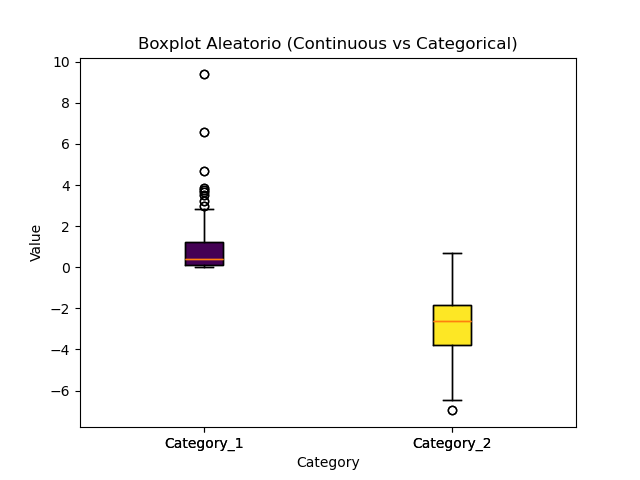 Boxplot Aleatorio (Continuous vs Categorical)
10
8
6
4
2
0
−2
−4
−6
Value
Category_1
Category_2
Category